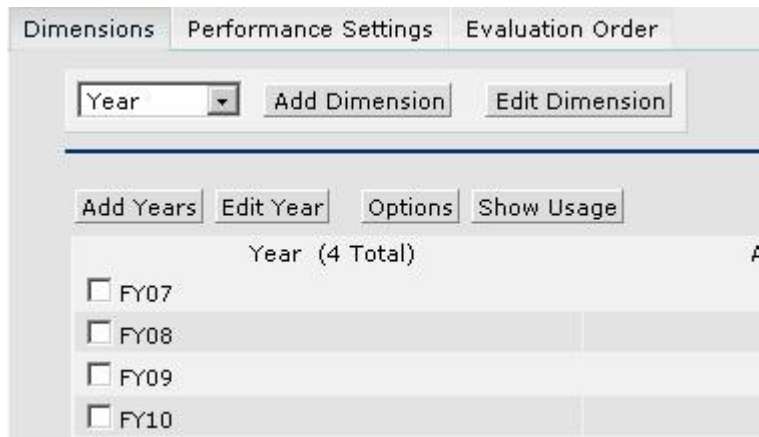 Dimensions Performance Settings Evaluation Order
Year Add Dimension Edit Dimension
Add Years Edit Year Options Show Usage
Year (4 Total)
FY07
FY08
FY09
FY10